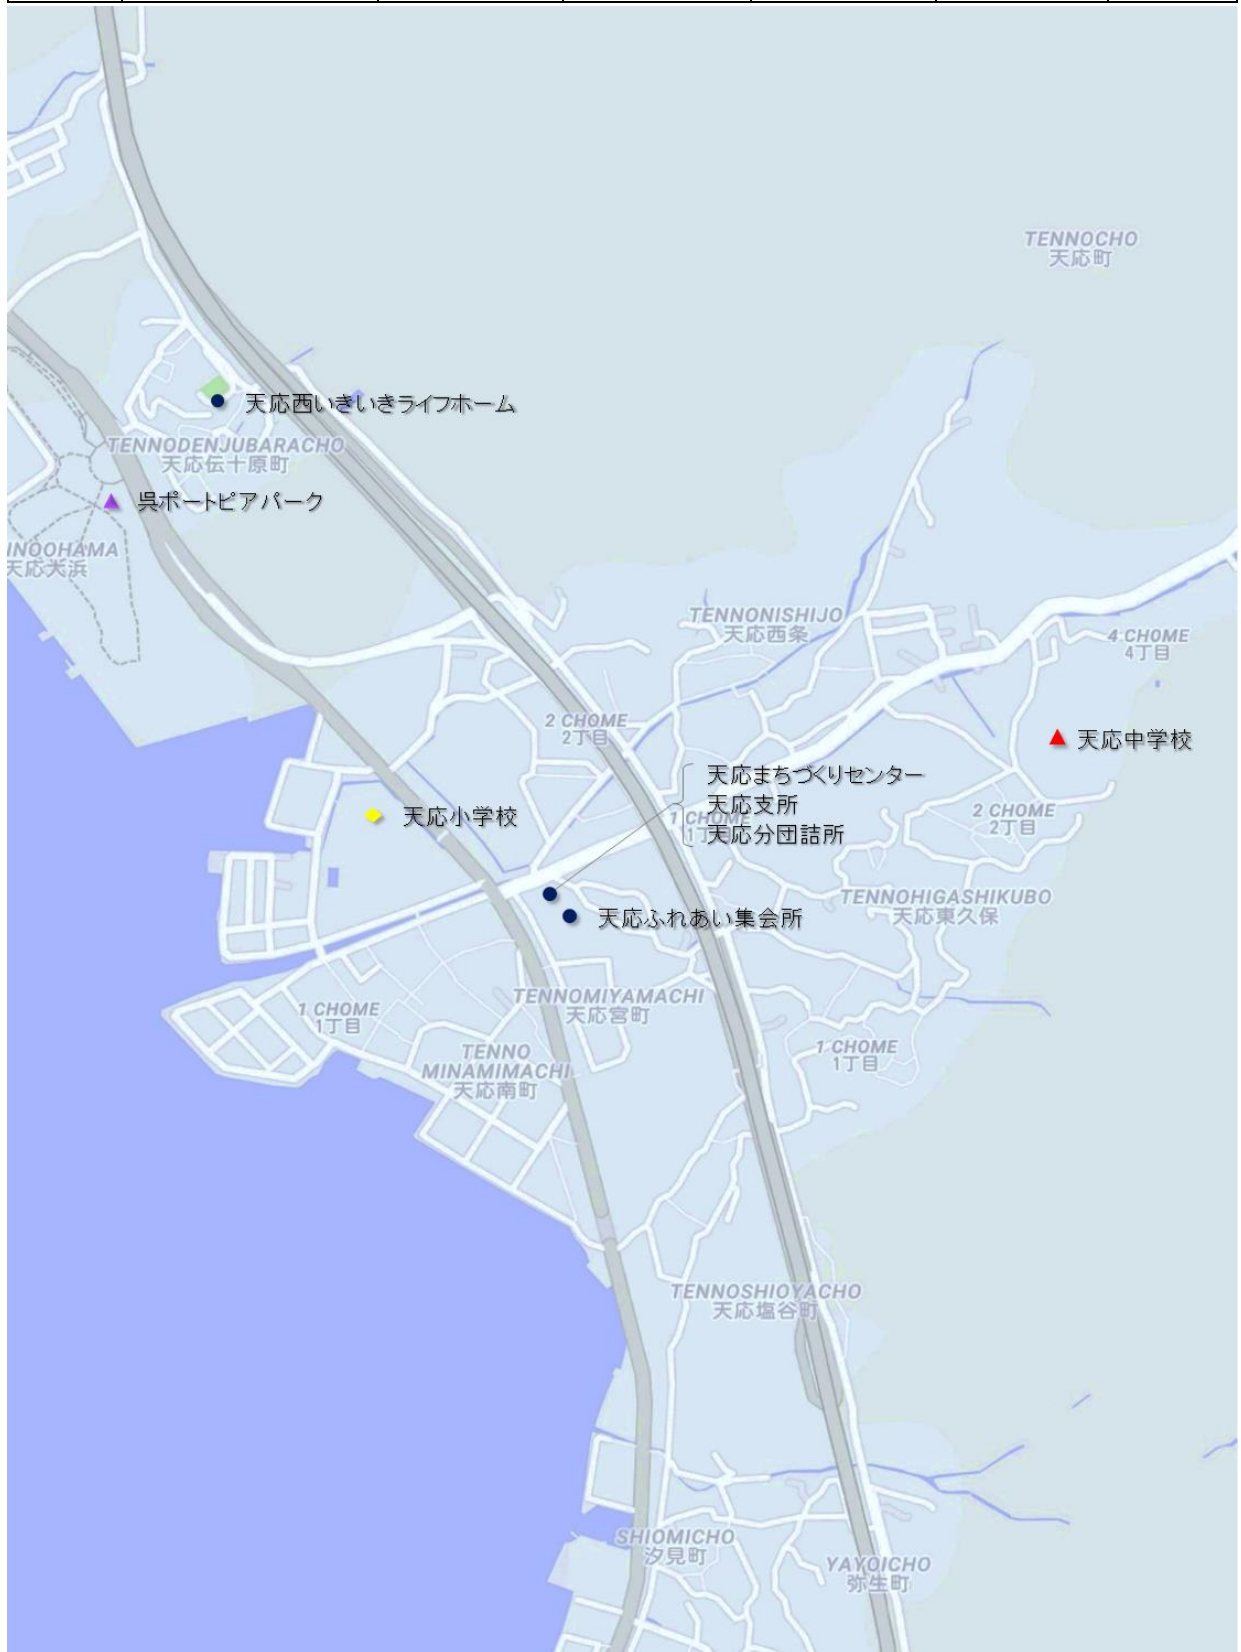 TENNOCHO
天応町
天応西いきいきライフホーム
TENNODENJUBARACHO
天応伝十原町
呉ポートピアパーク
INOOHAMA
天応大浜
TENNONISHIJO
天応西条
4 CHOME
4丁目
2 CHOME
2丁目
天応中学校
天応まちづくりセンター
天応支所
天応分団詰所
1 CHOME
1丁目
天応小学校
2 CHOME
2丁目
TENNOHIGASHIKUBO
天応東久保
天応ふれあい集会所
TENNOMIYAMACHI
天応宮町
1 CHOME
1丁目
TENNO
MINAMIMACHI
天応南町
1 CHOME
1丁目
TENNOSHIOYACHO
天応塩谷町
SHIOMICHO
汐見町
YAYOICHO
弥生町